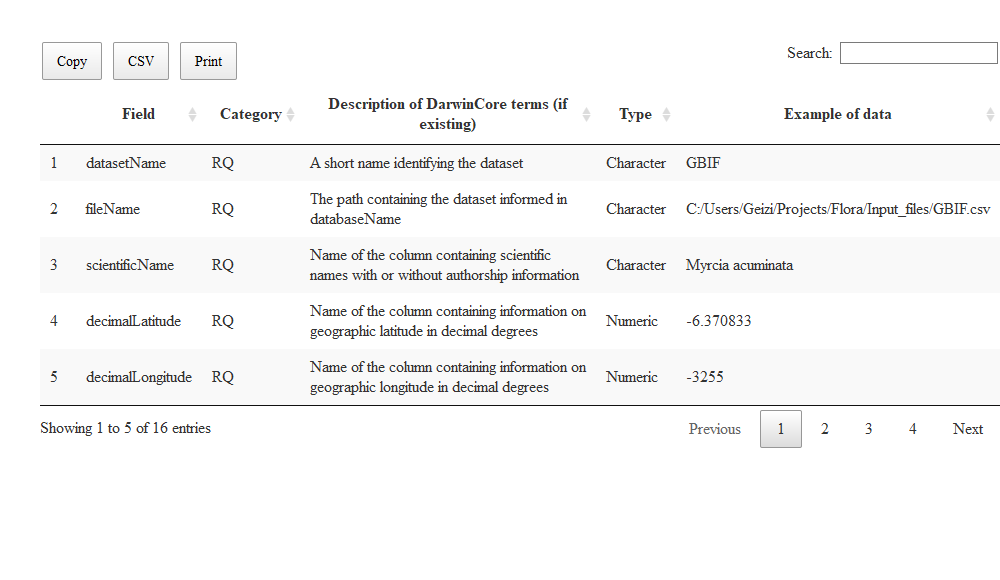 Copy CSV Print Search:
Field Category Description of DarwinCore terms (if existing) Type Example of data
1 datasetName RQ A short name identifying the dataset Character GBIF
2 fileName RQ The path containing the dataset informed in databaseName Character C:/Users/Geizi/Projects/Flora/Input_files/GBIF.csv
3 scientificName RQ Name of the column containing scientific names with or without authorship information Character Myrcia acuminata
4 decimalLatitude RQ Name of the column containing information on geographic latitude in decimal degrees Numeric -6.370833
5 decimalLongitude RQ Name of the column containing information on geographic longitude in decimal degrees Numeric -3255
Showing 1 to 5 of 16 entries Previous 1 2 3 4 Next